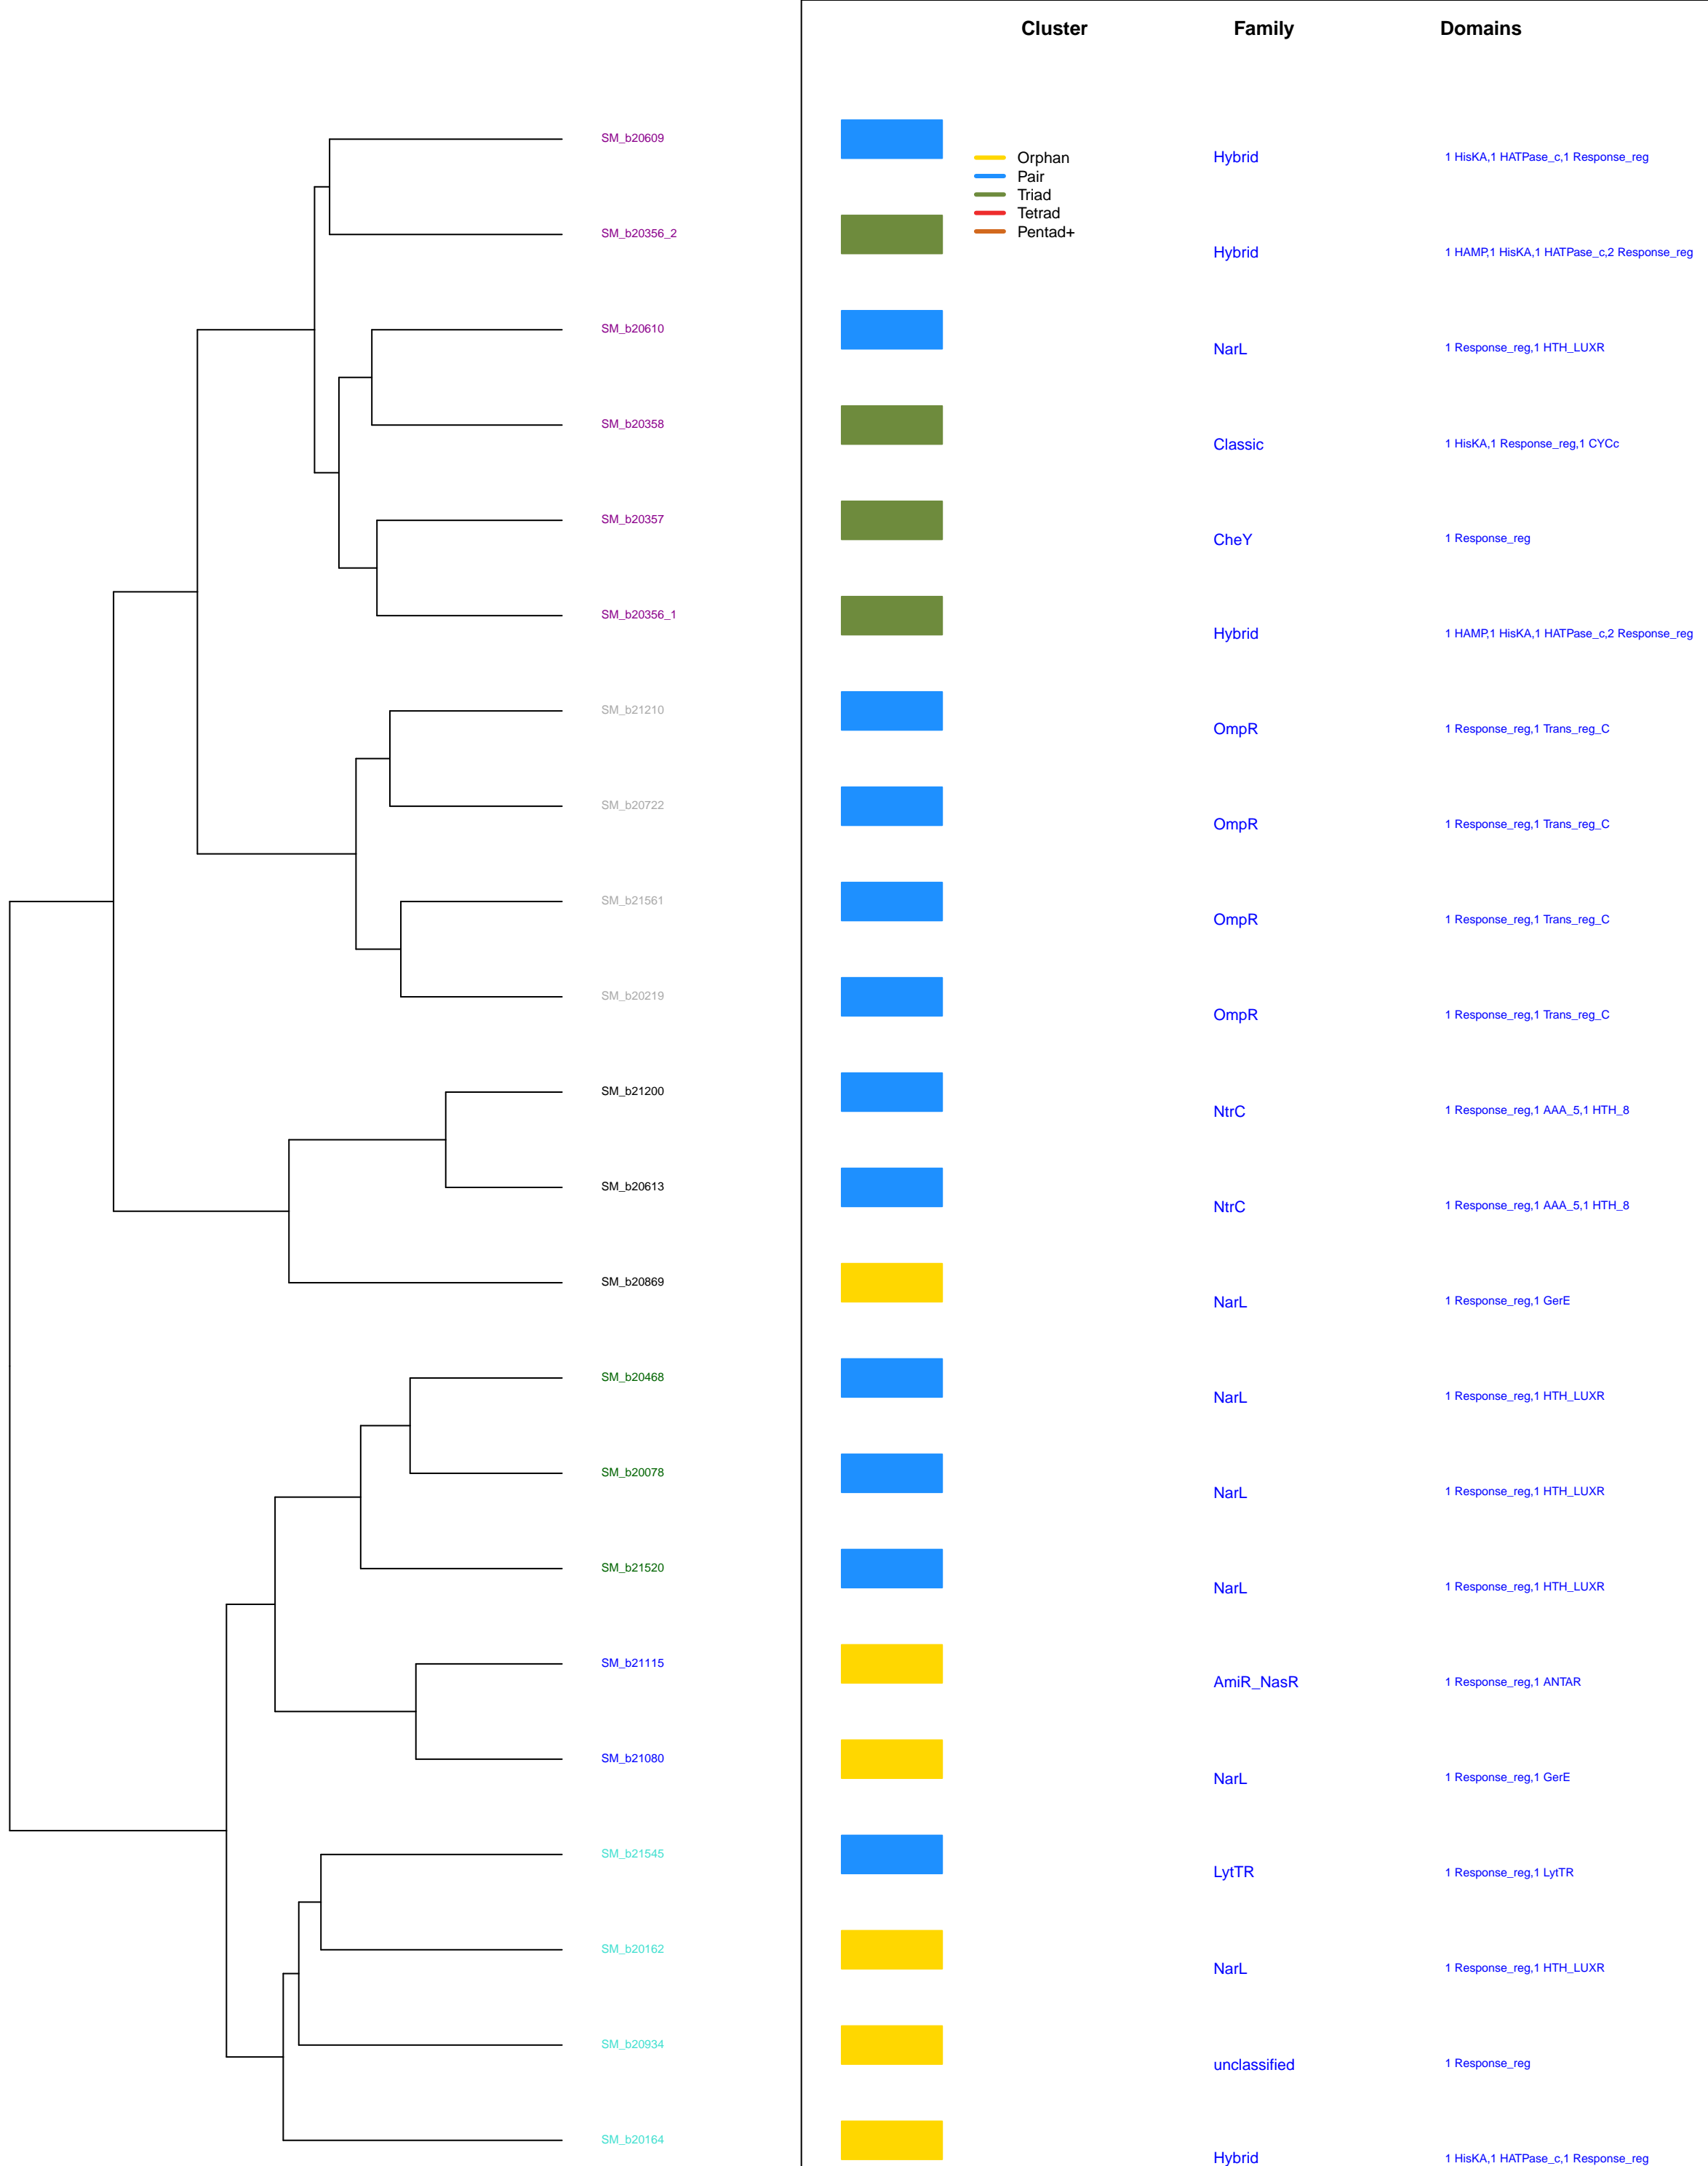 Cluster Family Domains
SM_b20609
Orphan
Hybrid 1 HisKA,1 HATPase_c,1 Response_reg
Pair
Triad
Tetrad
Pentad+
SM_b20356_2
Hybrid 1 HAMP,1 HisKA,1 HATPase_c,2 Response_reg
SM_b20610
NarL 1 Response_reg,1 HTH_LUXR
SM_b20358
Classic 1 HisKA,1 Response_reg,1 CYCc
SM_b20357
CheY 1 Response_reg
SM_b20356_1
Hybrid 1 HAMP,1 HisKA,1 HATPase_c,2 Response_reg
SM_b21210
OmpR 1 Response_reg,1 Trans_reg_C
SM_b20722
OmpR 1 Response_reg,1 Trans_reg_C
SM_b21561
OmpR 1 Response_reg,1 Trans_reg_C
SM_b20219
OmpR 1 Response_reg,1 Trans_reg_C
SM_b21200
NtrC 1 Response_reg,1 AAA_5,1 HTH_8
SM_b20613
NtrC 1 Response_reg,1 AAA_5,1 HTH_8
SM_b20869
NarL 1 Response_reg,1 GerE
SM_b20468
NarL 1 Response_reg,1 HTH_LUXR
SM_b20078
NarL 1 Response_reg,1 HTH_LUXR
SM_b21520
NarL 1 Response_reg,1 HTH_LUXR
SM_b21115
AmiR_NasR 1 Response_reg,1 ANTAR
SM_b21080
NarL 1 Response_reg,1 GerE
SM_b21545
LytTR 1 Response_reg,1 LytTR
SM_b20162
NarL 1 Response_reg,1 HTH_LUXR
SM_b20934
unclassified 1 Response_reg
SM_b20164
Hybrid 1 HisKA,1 HATPase_c,1 Response_reg